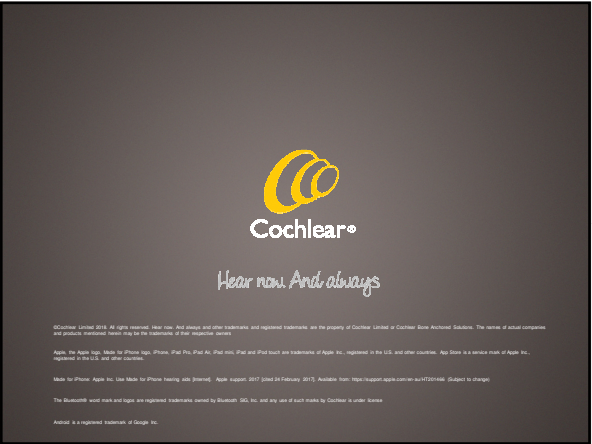 Cochlear®
Hear now. And always
©Cochlear Limited 2018. All rights reserved. Hear now. And always and other trademarks and registered trademarks are the property of Cochlear Limited or Cochlear Bone Anchored Solutions. The names of actual companies
and products mentioned herein may be the trademarks of their respective owners
Apple, the Apple logo, Made for iPhone logo, iPhone, iPad Pro, iPad Air, iPad mini, iPad and iPod touch are trademarks of Apple Inc., registered in the U.S. and other countries. App Store is a service mark of Apple Inc.,
registered in the U.S. and other countries.
Made for iPhone: Apple Inc. Use Made for iPhone hearing aids [Internet]. Apple support. 2017 [cited 24 February 2017]. Available from: https://support.apple.com/en-au/HT201466 (Subject to change)
The Bluetooth® word mark and logos are registered trademarks owned by Bluetooth SIG, Inc. and any use of such marks by Cochlear is under licence
Android is a registered trademark of Google Inc.